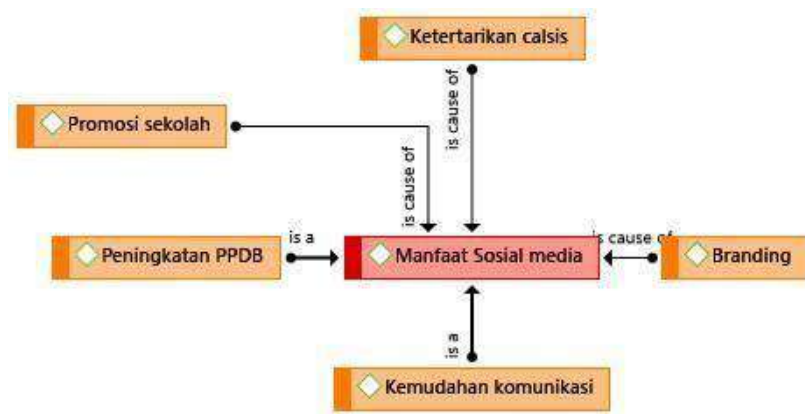 Ketertarikan calsis
is cause of
Promosi sekolah
is cause of
Peningkatan PPDB
is a
Manfaat Sosial media
is cause of
Branding
is a
Kemudahan komunikasi